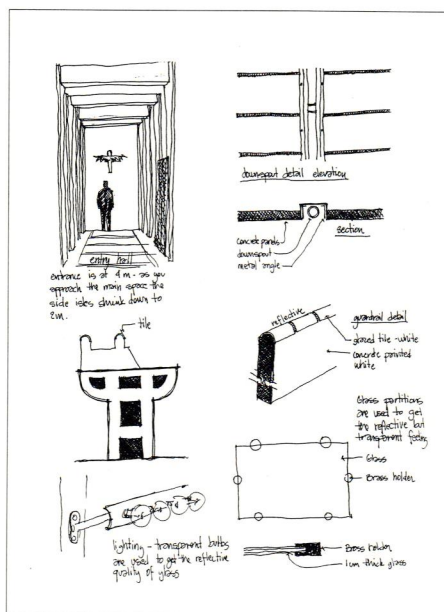 entry hall
entrance is at 4m. as you
approach the main space the
side isles shrink down to
2m.
downspout detail elevation
concrete panels
downspout
metal angle
section
tile
reflective
guardrail detail
glazed tile - white
concrete painted
white
Glass partitions
are used to get
the reflective but
transparent feeling
Glass
Brass holder
lighting - transparent bulbs
are used to get the reflective
quality of glass
Brass holder
1cm thick glass